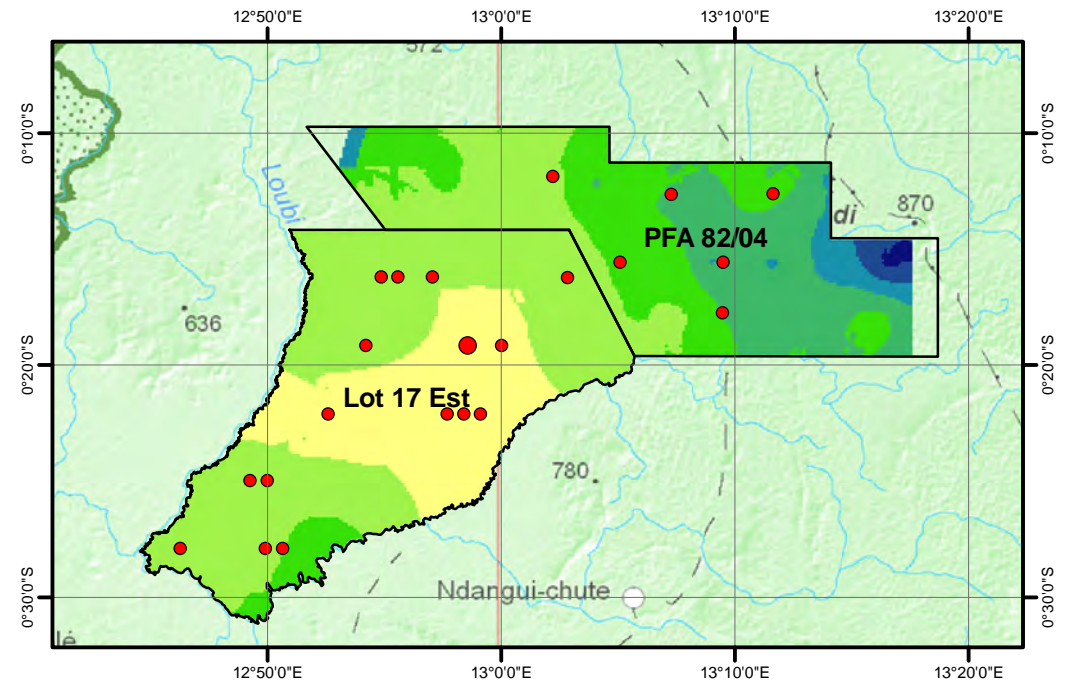 12°50'0"E 13°0'0"E 13°10'0"E 13°20'0"E
572
0°10'0"S 0°10'0"S
Loubi
870
di
PFA 82/04
636
0°20'0"S 0°20'0"S
Lot 17 Est
780
Ndangui-chute
0°30'0"S 0°30'0"S
lé
12°50'0"E 13°0'0"E 13°10'0"E 13°20'0"E